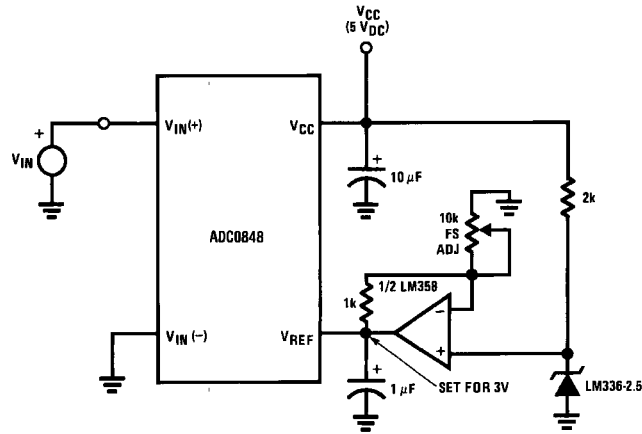 VCC
(5 VDC)
VIN(+)
VCC
+
VIN
+
10 µF
2k
ADC0848
10k
FS
ADJ
1/2 LM358
1k
−
VIN (−)
VREF
+
+
1 µF
SET FOR 3V
LM336-2.5